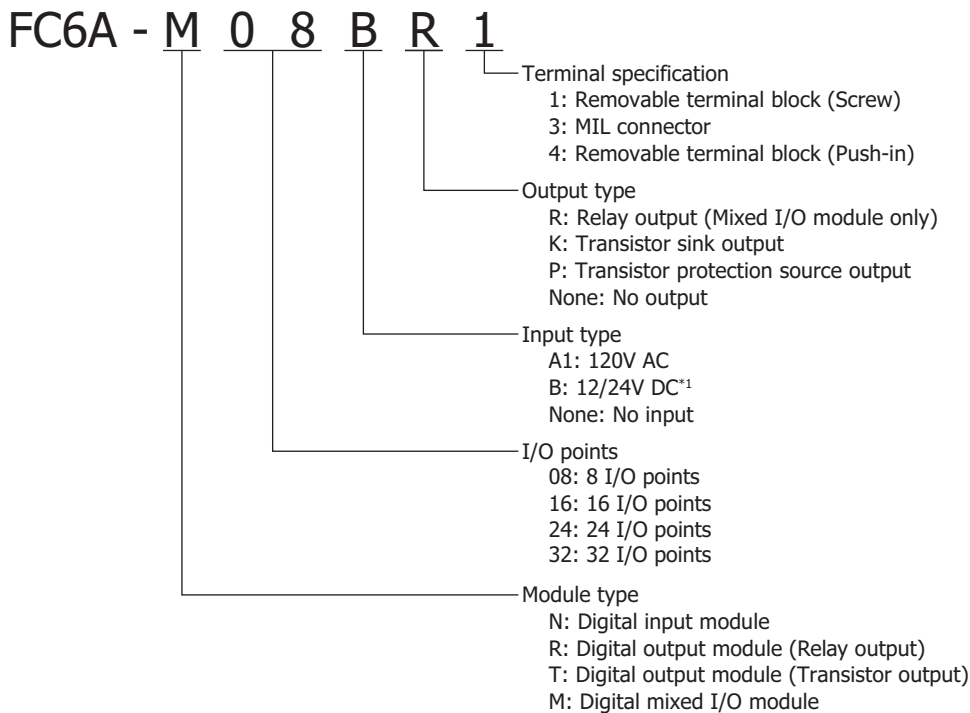 FC6A - M 0 8 B R 1
Terminal specification
1: Removable terminal block (Screw)
3: MIL connector
4: Removable terminal block (Push-in)
Output type
R: Relay output (Mixed I/O module only)
K: Transistor sink output
P: Transistor protection source output
None: No output
Input type
A1: 120V AC
B: 12/24V DC*1
None: No input
I/O points
08: 8 I/O points
16: 16 I/O points
24: 24 I/O points
32: 32 I/O points
Module type
N: Digital input module
R: Digital output module (Relay output)
T: Digital output module (Transistor output)
M: Digital mixed I/O module